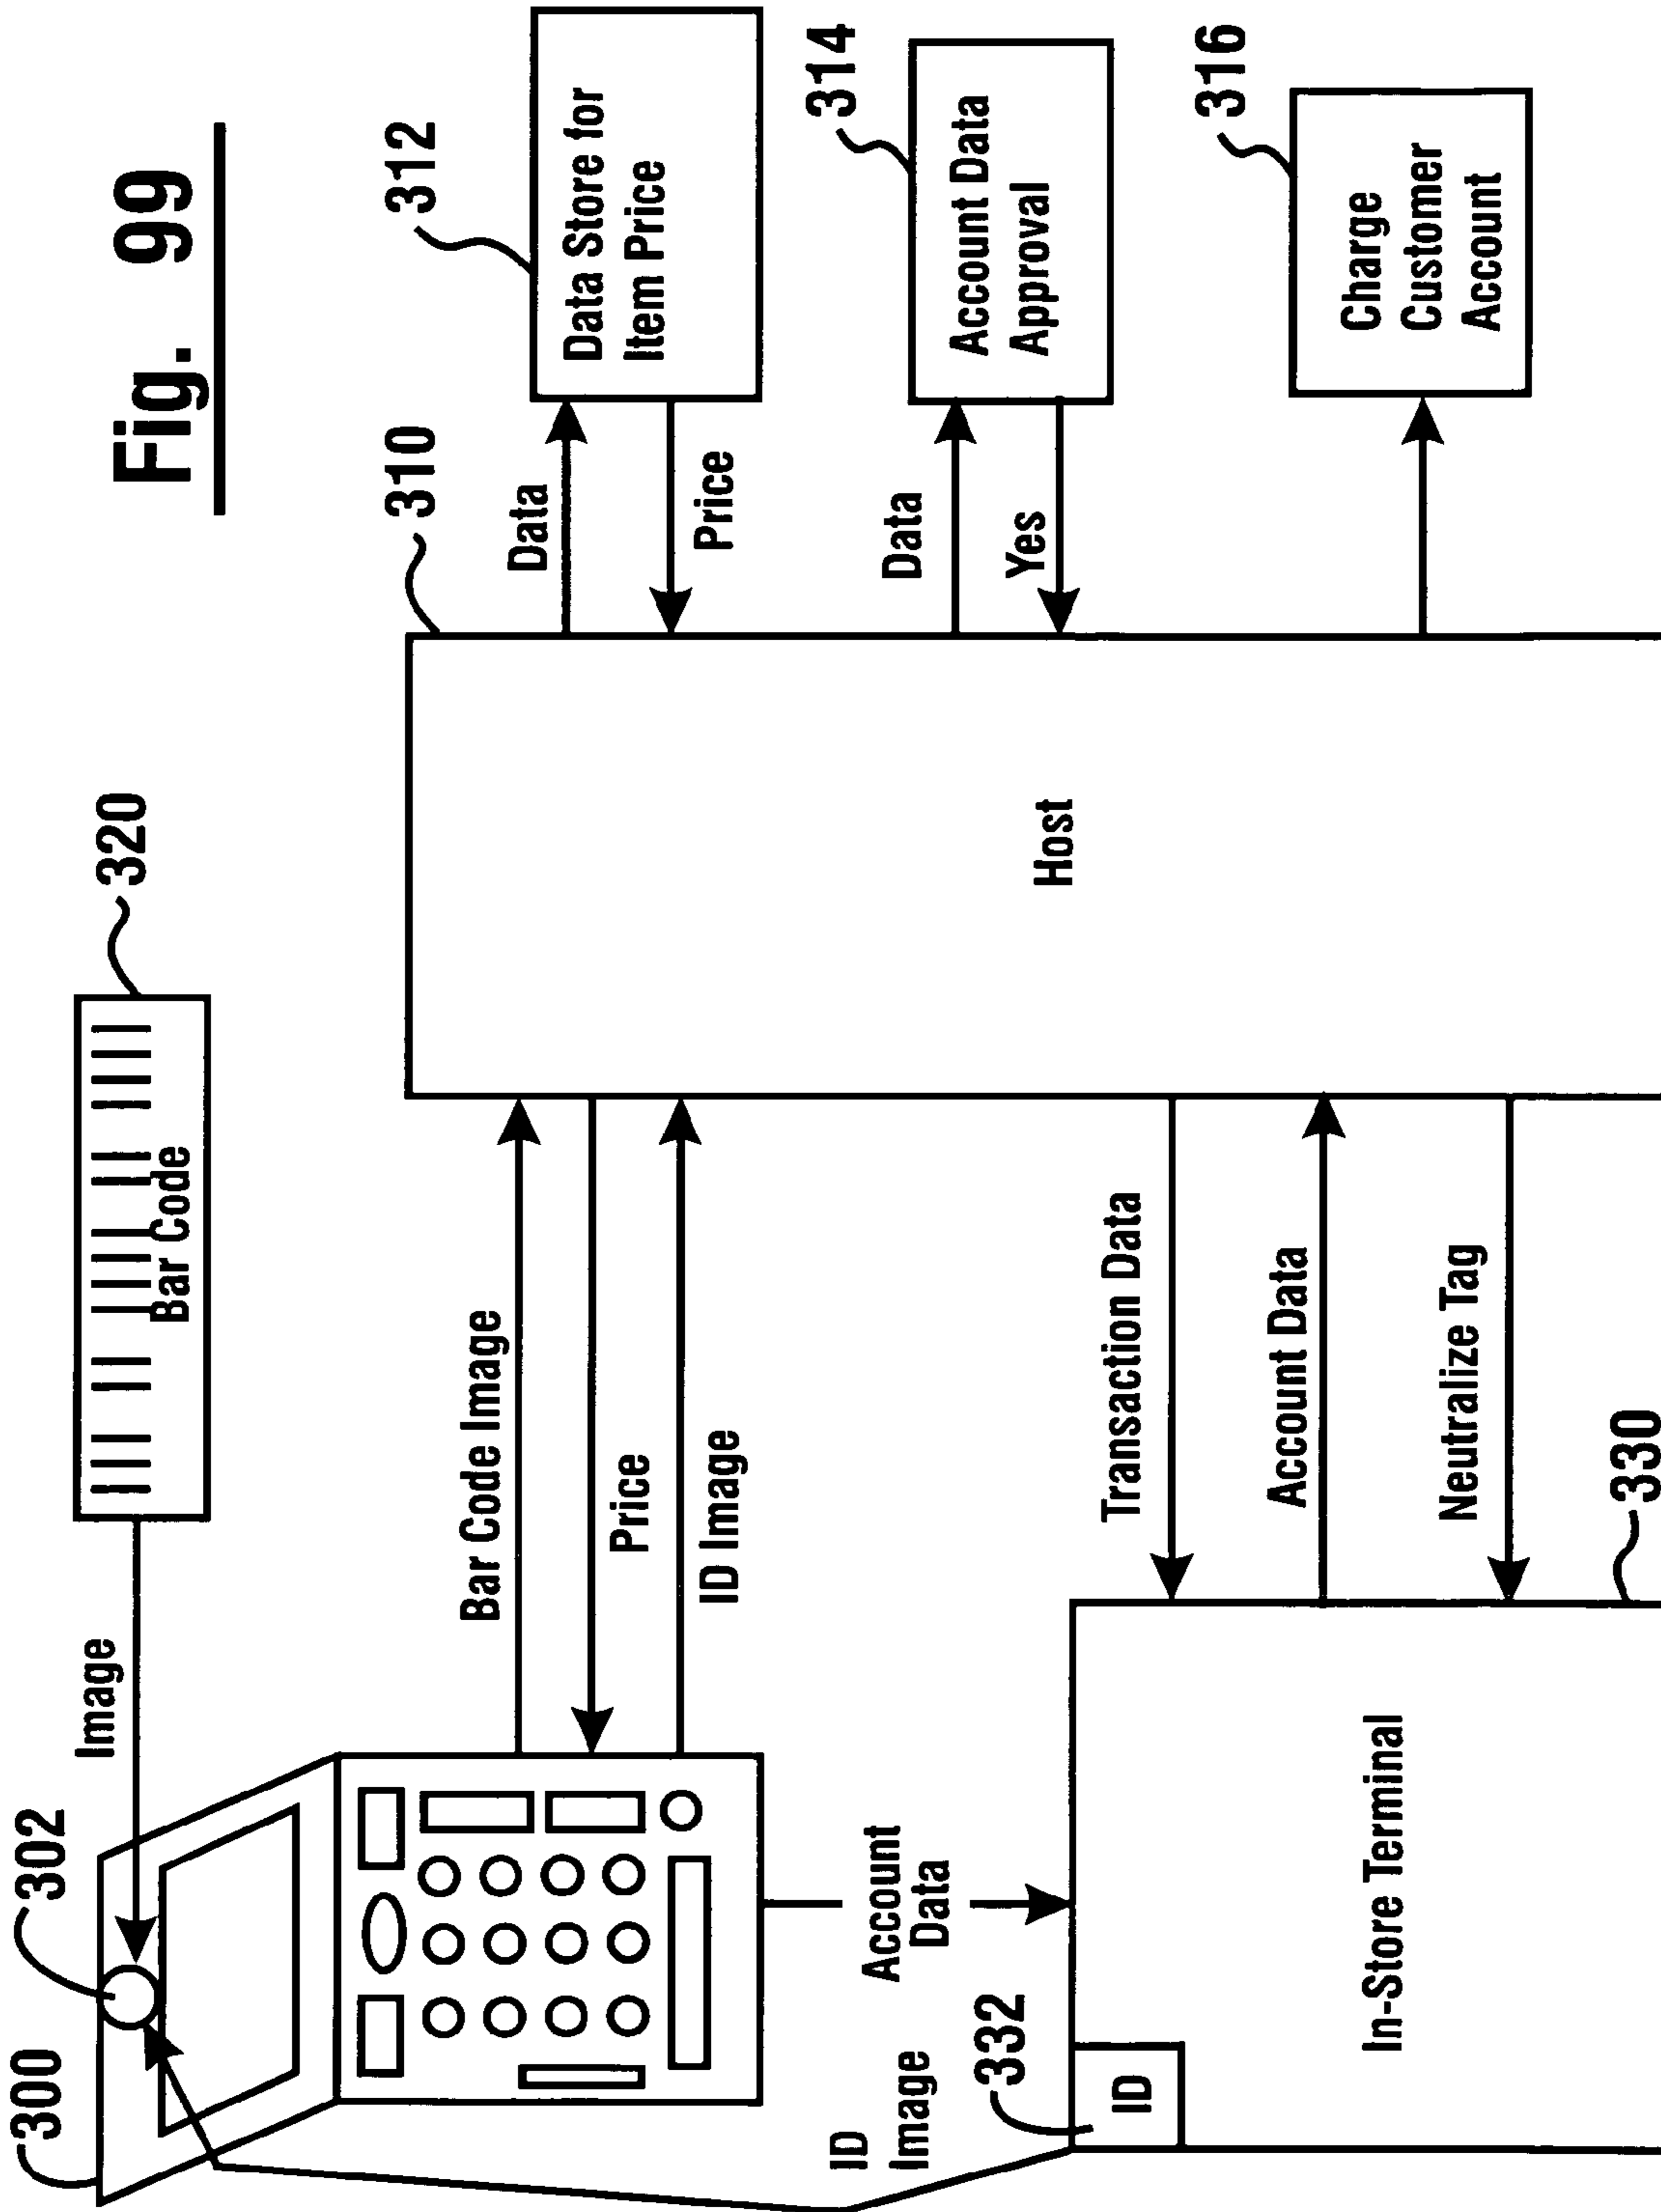 Fig. 99
300
302
Image
320
Bar Code
310
312
Data Store for
Item Price
Data
Price
314
Account Data
Approval
Data
Yes
316
Charge
Customer
Account
Host
Bar Code Image
Price
ID Image
ID
Image
Account
Data
Transaction Data
Account Data
Neutralize Tag
332
ID
In-Store Terminal
330